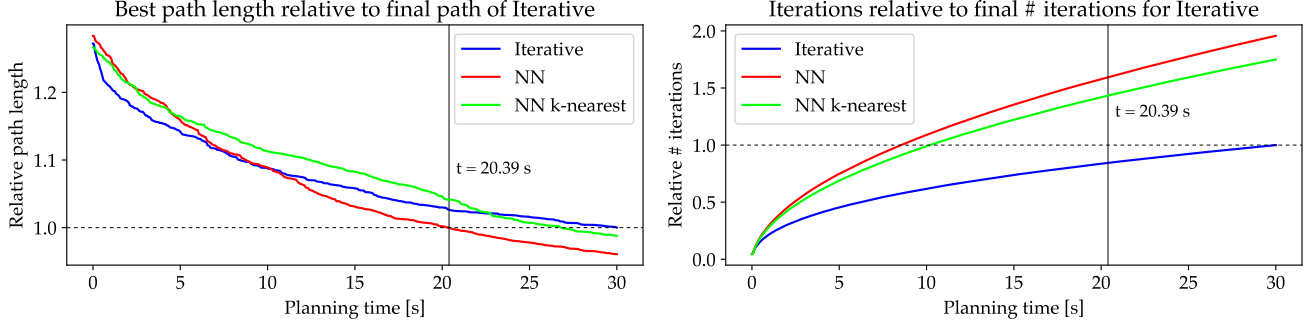 Best path length relative to final path of Iterative
Relative path length
1.2
1.1
1.0
Iterative
NN
NN k-nearest
t = 20.39 s
0 5 10 15 20 25 30
Planning time [s]
Iterations relative to final # iterations for Iterative
Relative # iterations
2.0
1.5
1.0
0.5
0.0
Iterative
NN
NN k-nearest
t = 20.39 s
0 5 10 15 20 25 30
Planning time [s]